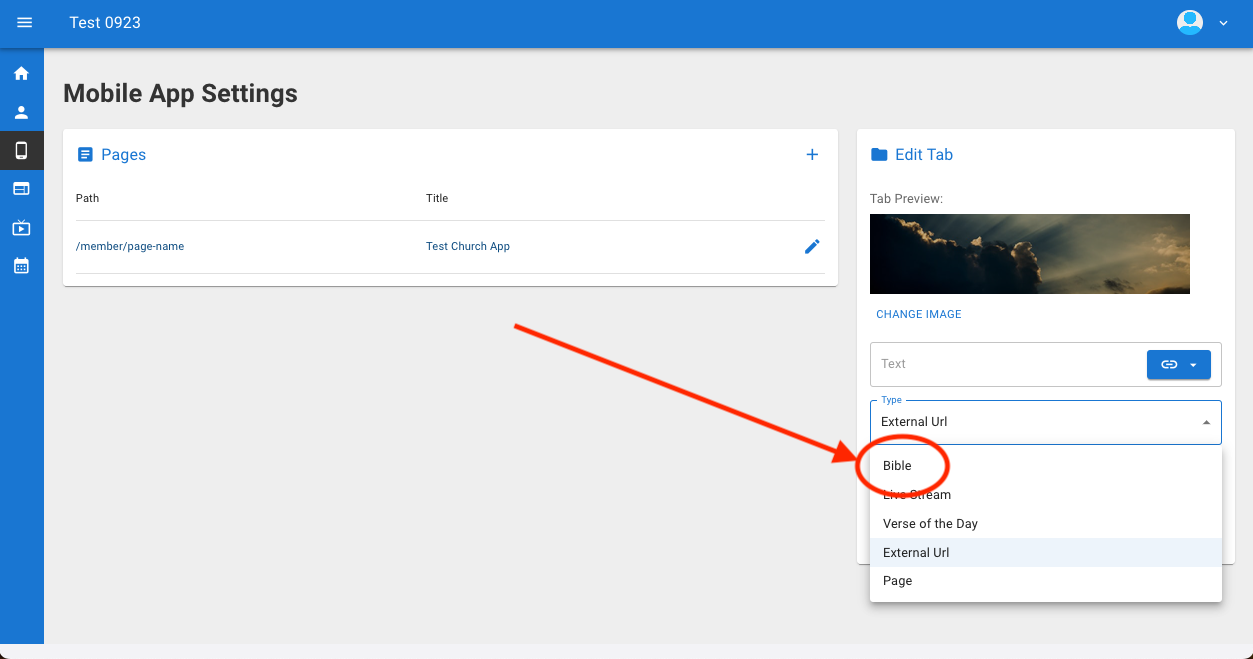 Test 0923
Mobile App Settings
Pages
Path Title
/member/page-name Test Church App
Edit Tab
Tab Preview:
CHANGE IMAGE
Text
Type
External Url
Bible
Live Stream
Verse of the Day
External Url
Page